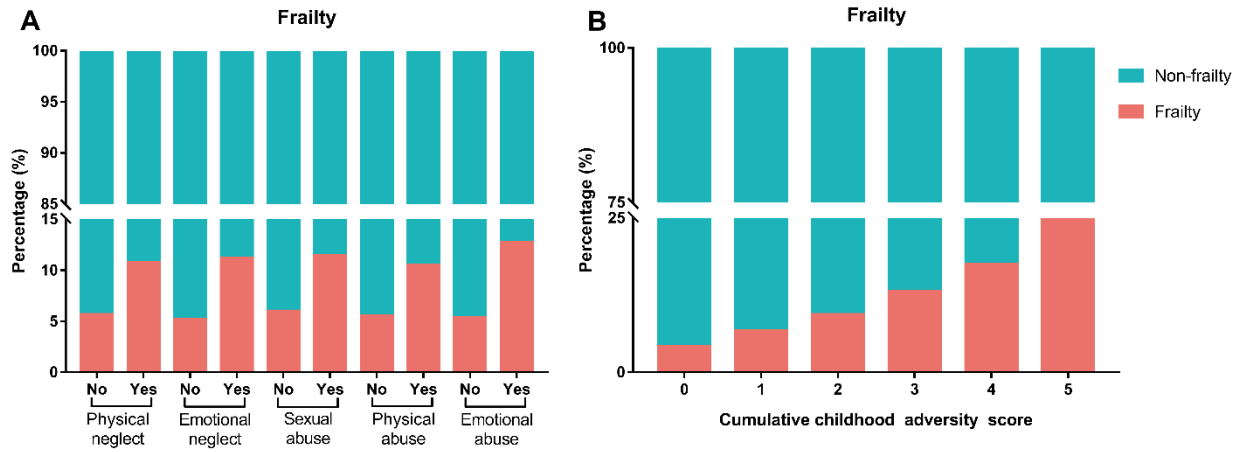 A
Frailty
Percentage (%)
100
95
90
85
15
10
5
0
No Yes No Yes No Yes No Yes No Yes
Physical neglect
Emotional neglect
Sexual abuse
Physical abuse
Emotional abuse
B
Frailty
Percentage (%)
100
75
25
0
0 1 2 3 4 5
Cumulative childhood adversity score
Non-frailty
Frailty